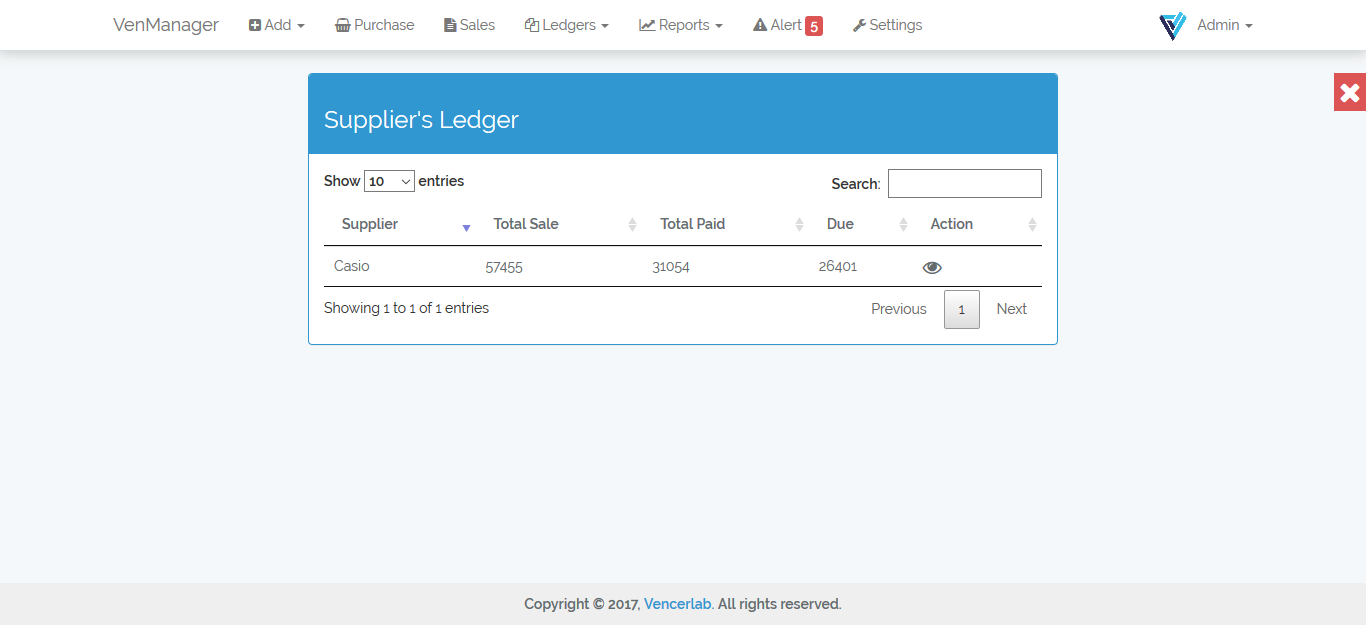 VenManager Add Purchase Sales Ledgers Reports Alert 5 Settings Admin
Supplier's Ledger
Show 10 entries Search:
Supplier Total Sale Total Paid Due Action
Casio 57455 31054 26401
Showing 1 to 1 of 1 entries Previous 1 Next
Copyright © 2017, Vencerlab. All rights reserved.